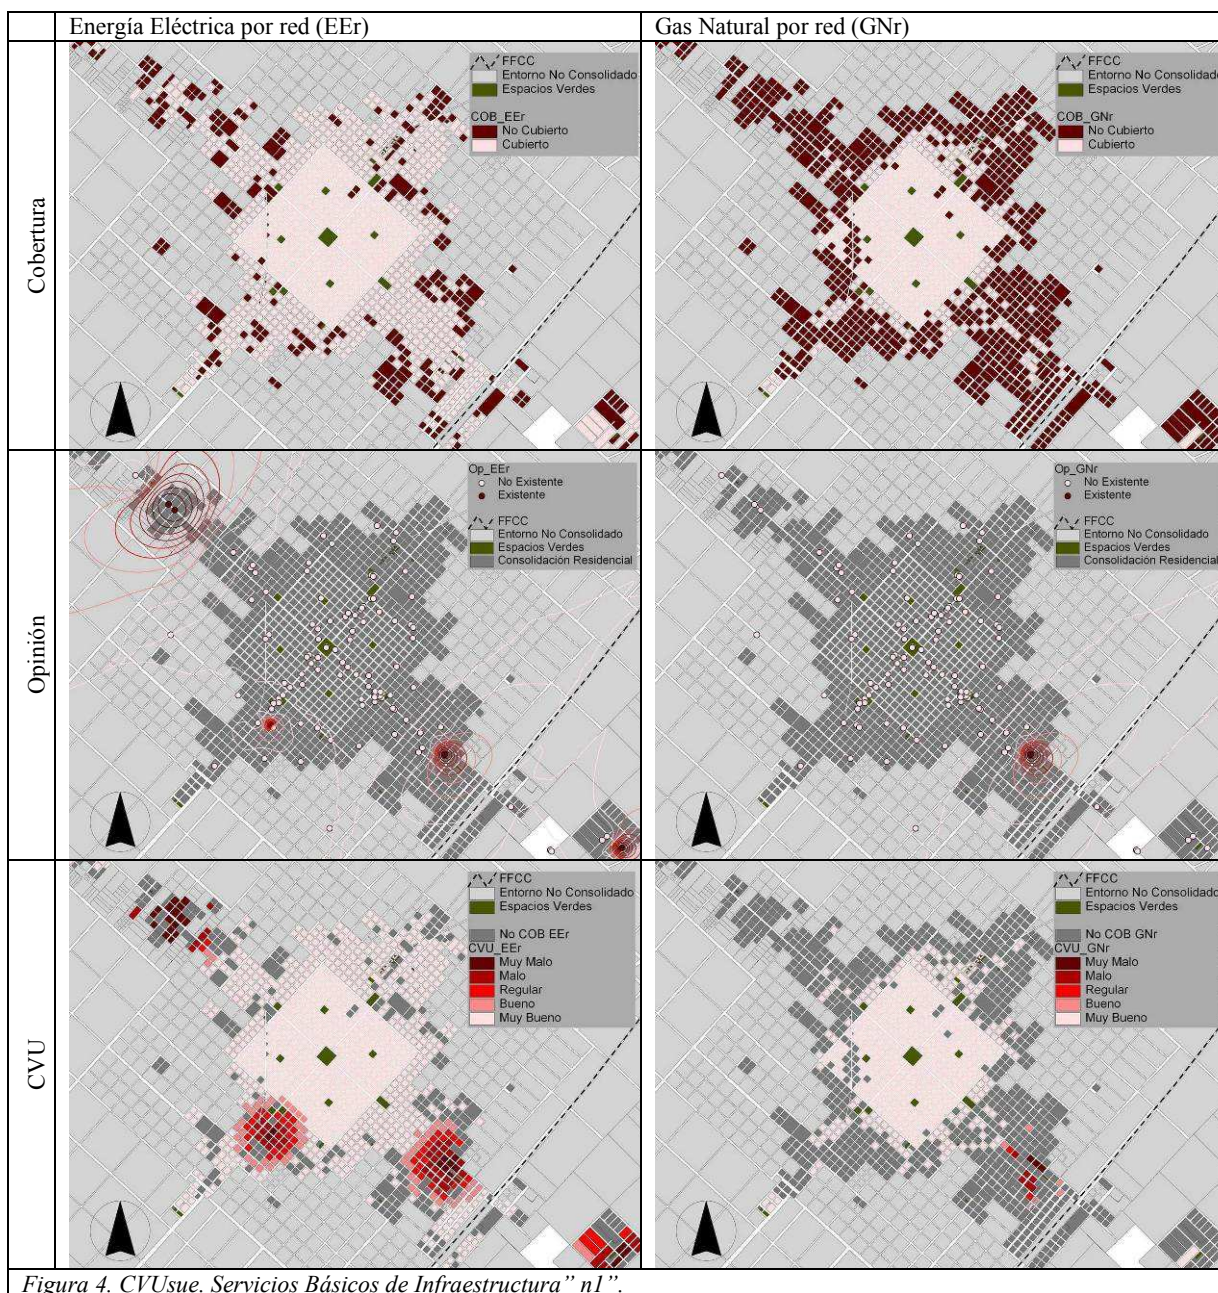 Energía Eléctrica por red (EEr)
Gas Natural por red (GNr)
Cobertura
FFCC
Entorno No Consolidado
Espacios Verdes
COB_EEr
No Cubierto
Cubierto
FFCC
Entorno No Consolidado
Espacios Verdes
COB_GNr
No Cubierto
Cubierto
Opinión
Op_EEr
No Existente
Existente
FFCC
Entorno No Consolidado
Espacios Verdes
Consolidación Residencial
Op_GNr
No Existente
Existente
FFCC
Entorno No Consolidado
Espacios Verdes
Consolidación Residencial
CVU
FFCC
Entorno No Consolidado
Espacios Verdes
No COB EEr
CVU_EEr
Muy Malo
Malo
Regular
Bueno
Muy Bueno
FFCC
Entorno No Consolidado
Espacios Verdes
No COB GNr
CVU_GNr
Muy Malo
Malo
Regular
Bueno
Muy Bueno
Figura 4. CVUsue. Servicios Básicos de Infraestructura” n1”.